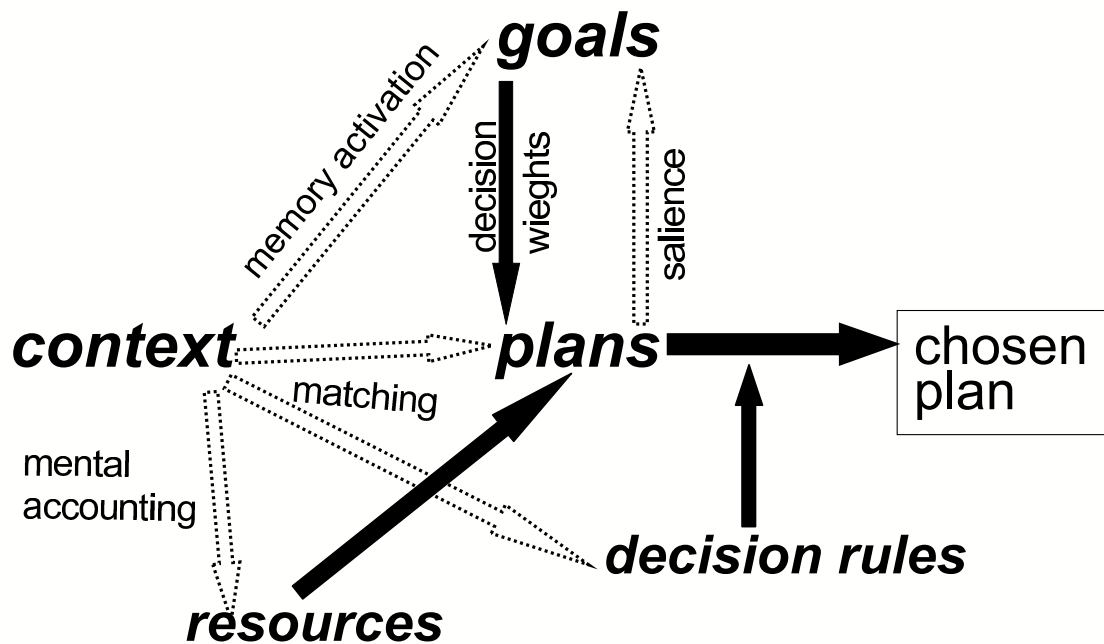 goals
memory activation
decision
wieghts
salience
context
plans
chosen
plan
matching
mental
accounting
decision rules
resources